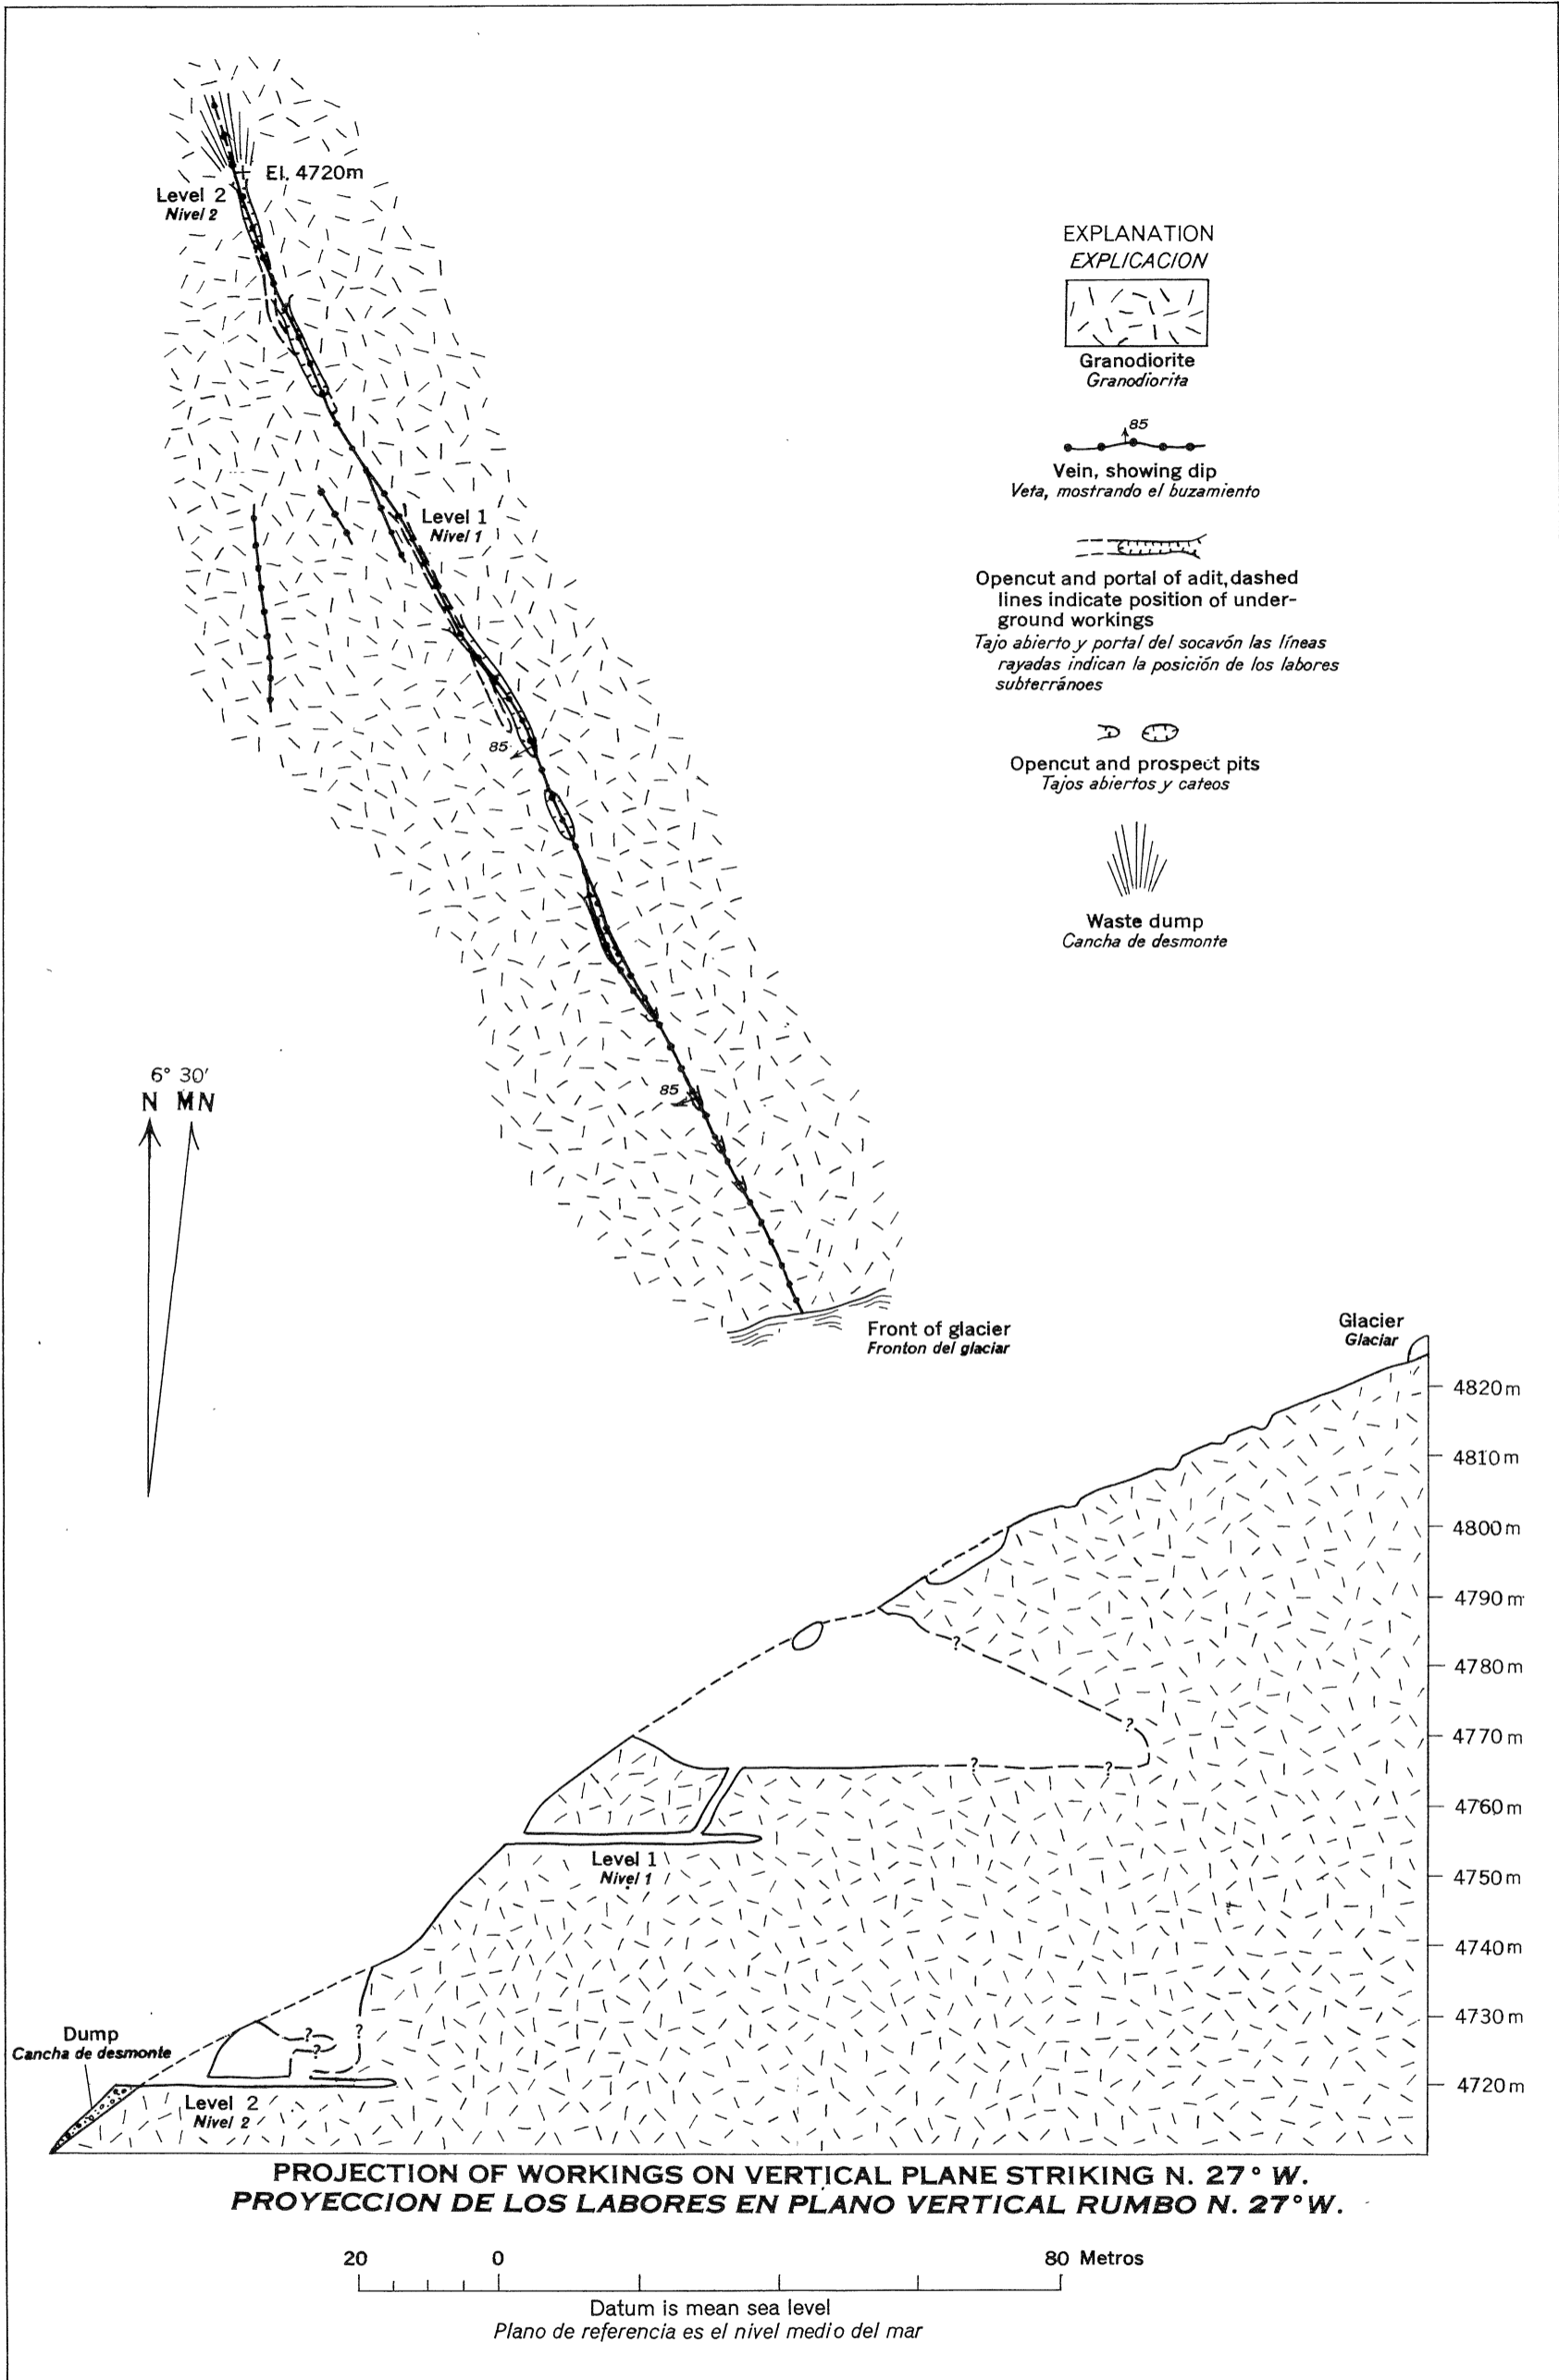 El. 4720m
Level 2
Nivel 2
EXPLANATION
EXPLICACION
Granodiorite
Granodiorita
85
Vein, showing dip
Veta, mostrando el buzamiento
Level 1
Nivel 1
Opencut and portal of adit, dashed
lines indicate position of under-
ground workings
Tajo abierto y portal del socavón las líneas
rayadas indican la posición de los labores
subterránoes
Opencut and prospect pits
Tajos abiertos y cateos
85
Waste dump
Cancha de desmonte
85
6° 30'
N MN
Front of glacier
Fronton del glaciar
Glacier
Glaciar
4820m
4810m
4800m
4790m
?
4780m
?
4770m
? ?
4760m
Level 1
Nivel 1
4750m
4740m
4730m
? ?
?
Dump
Cancha de desmonte
4720m
Level 2
Nivel 2
PROJECTION OF WORKINGS ON VERTICAL PLANE STRIKING N. 27° W.
PROYECCION DE LOS LABORES EN PLANO VERTICAL RUMBO N. 27° W.
20 0 80 Metros
Datum is mean sea level
Plano de referencia es el nivel medio del mar